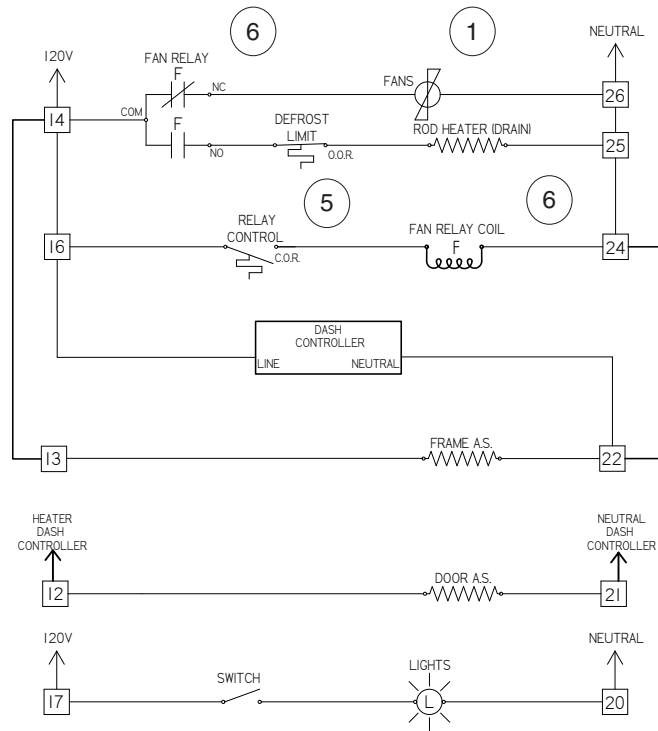 6
1
120V
NEUTRAL
FAN RELAY
F
NC
FANS
26
14
COM
F
NO
DEFROST
LIMIT
O.O.R.
ROD HEATER (DRAIN)
25
5
6
RELAY
CONTROL
C.O.R.
FAN RELAY COIL
F
16
24
DASH
CONTROLLER
LINE
NEUTRAL
FRAME A.S.
13
22
HEATER
DASH
CONTROLLER
NEUTRAL
DASH
CONTROLLER
DOOR A.S.
12
21
120V
NEUTRAL
SWITCH
LIGHTS
17
L
20